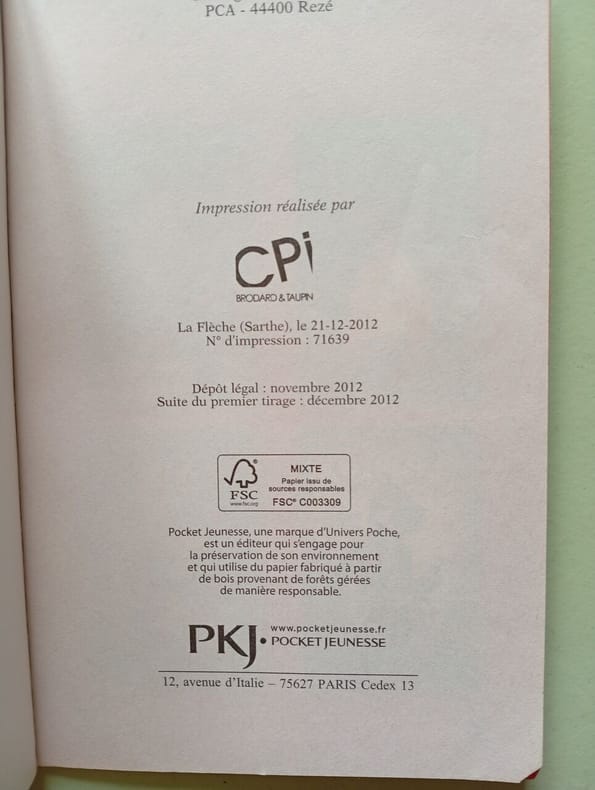 PCA - 44400 Rezé
Impression réalisée par
CPi
BRODARD & TAUPIN
La Flèche (Sarthe), le 21-12-2012
N° d'impression : 71639
Dépôt légal : novembre 2012
Suite du premier tirage : décembre 2012
FSC®
www.fsc.org
MIXTE
Papier issu de
sources responsables
FSC® C003309
Pocket Jeunesse, une marque d'Univers Poche,
est un éditeur qui s'engage pour
la préservation de son environnement
et qui utilise du papier fabriqué à partir
de bois provenant de forêts gérées
de manière responsable.
PKJ•
www.pocketjeunesse.fr
POCKET JEUNESSE
12, avenue d'Italie – 75627 PARIS Cedex 13